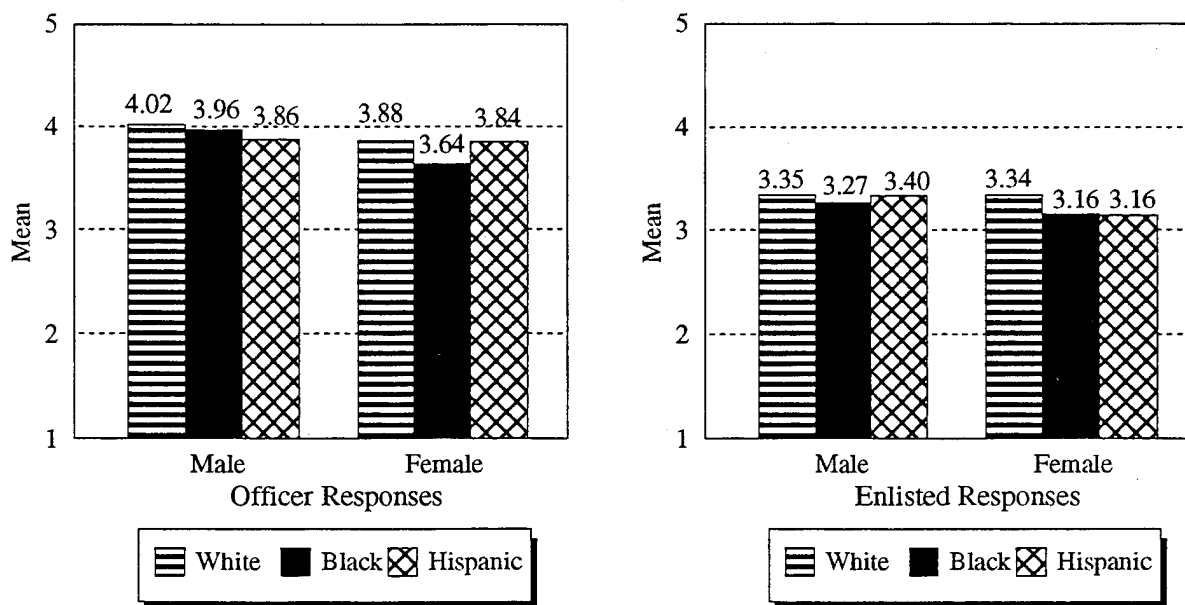 5
4
3
2
1
Mean
4.02 3.96 3.86 3.88 3.64 3.84
Male Female
Officer Responses
White Black Hispanic
5
4
3
2
1
Mean
3.35 3.27 3.40 3.34 3.16 3.16
Male Female
Enlisted Responses
White Black Hispanic